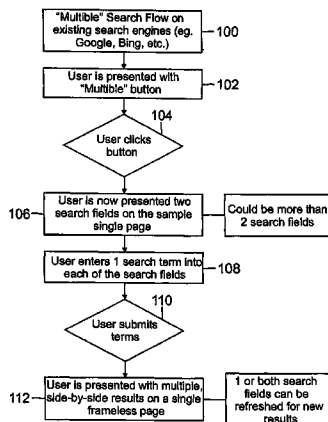 "Multible" Search Flow on
existing search engines (eg.
Google, Bing, etc.)
100
User is presented with
"Multible" button
102
104
User clicks
button
106
User is now presented two
search fields on the sample
single page
Could be more than
2 search fields
User enters 1 search term into
each of the search fields
108
110
User submits
terms
112
User is presented with multiple,
side-by-side results on a single
frameless page
1 or both search
fields can be
refreshed for new
results